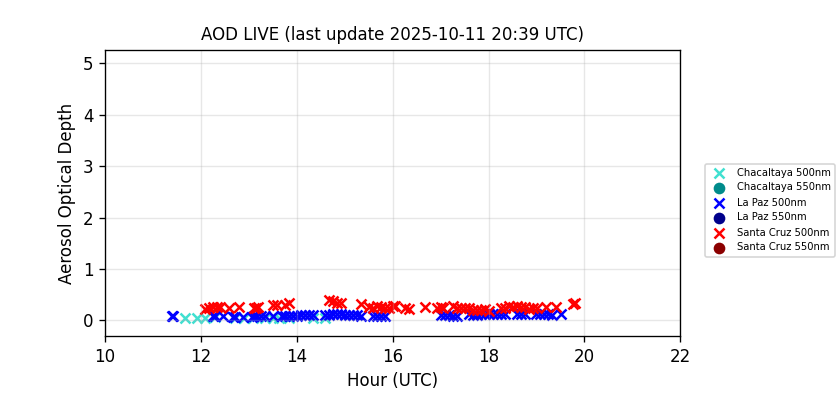 AOD LIVE (last update 2025-10-11 20:39 UTC)
5
4
3
2
1
0
Aerosol Optical Depth
10 12 14 16 18 20 22
Hour (UTC)
Chacaltaya 500nm
Chacaltaya 550nm
La Paz 500nm
La Paz 550nm
Santa Cruz 500nm
Santa Cruz 550nm